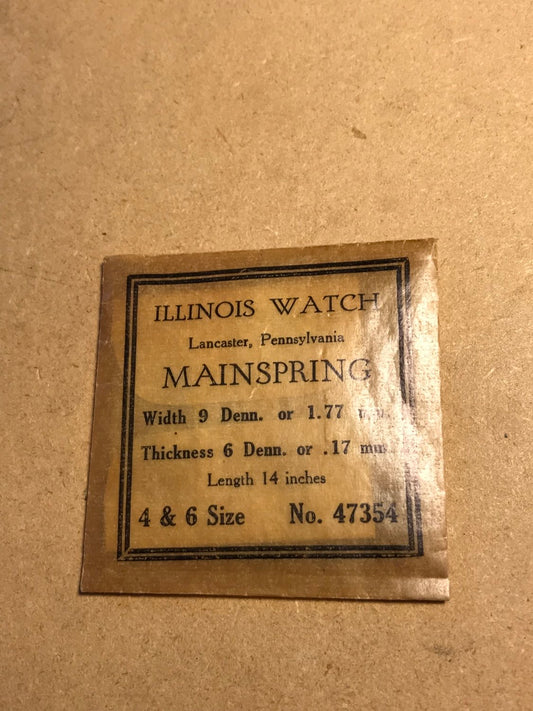 ILLINOIS WATCH
Lancaster, Pennsylvania
MAINSPRING
Width 9 Denn. or 1.77 m.m.
Thickness 6 Denn. or .17 mm.
Length 14 inches
4 & 6 Size No. 47354